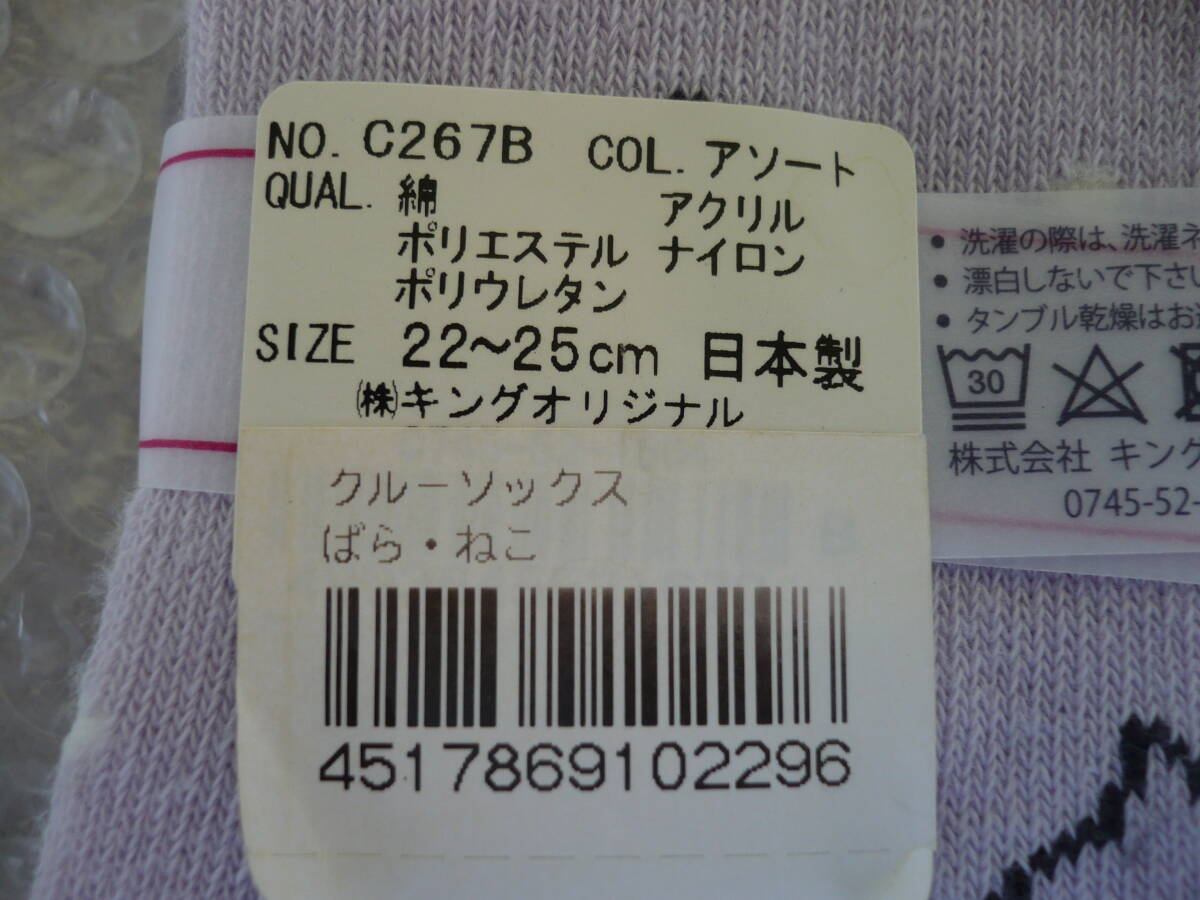 NO. C267B COL. アソート
QUAL. 綿 アクリル
ポリエステル ナイロン
ポリウレタン
SIZE 22~25cm 日本製
㈱キングオリジナル
クルーソックス
ばら・ねこ
4517869102296
• 洗濯の際は、洗濯ネ
• 漂白しないで下さい
• タンブル乾燥はお
30
株式会社 キング
0745-52-